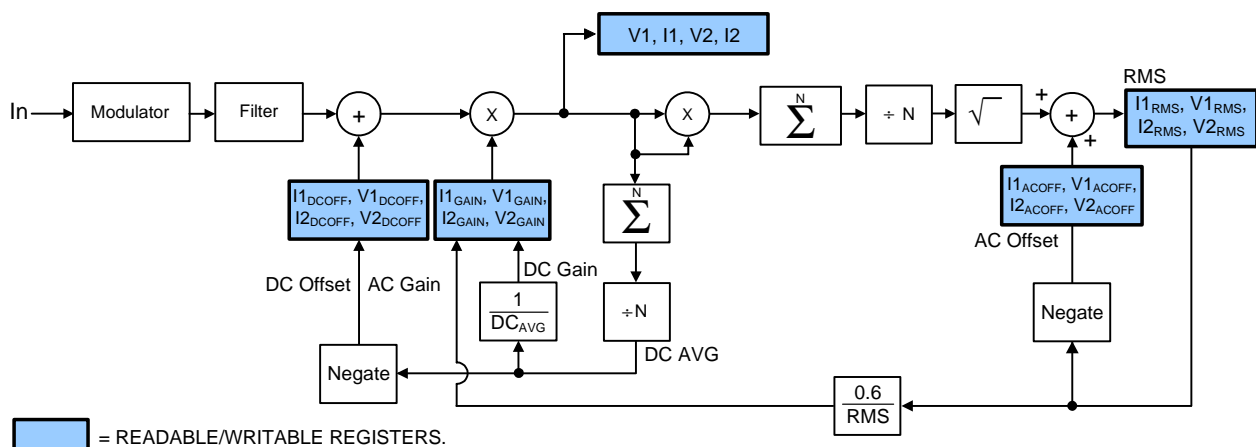 V1, I1, V2, I2
RMS
In
Modulator
Filter
+
X
X
N
Σ
÷ N
√
+
+
+
I1RMS, V1RMS,
I2RMS, V2RMS
I1DCOFF, V1DCOFF,
I2DCOFF, V2DCOFF
I1GAIN, V1GAIN,
I2GAIN, V2GAIN
N
Σ
I1ACOFF, V1ACOFF,
I2ACOFF, V2ACOFF
AC Offset
DC Offset
AC Gain
DC Gain
1
DCAVG
÷N
Negate
DC AVG
Negate
0.6
RMS
= READABLE/WRITABLE REGISTERS.